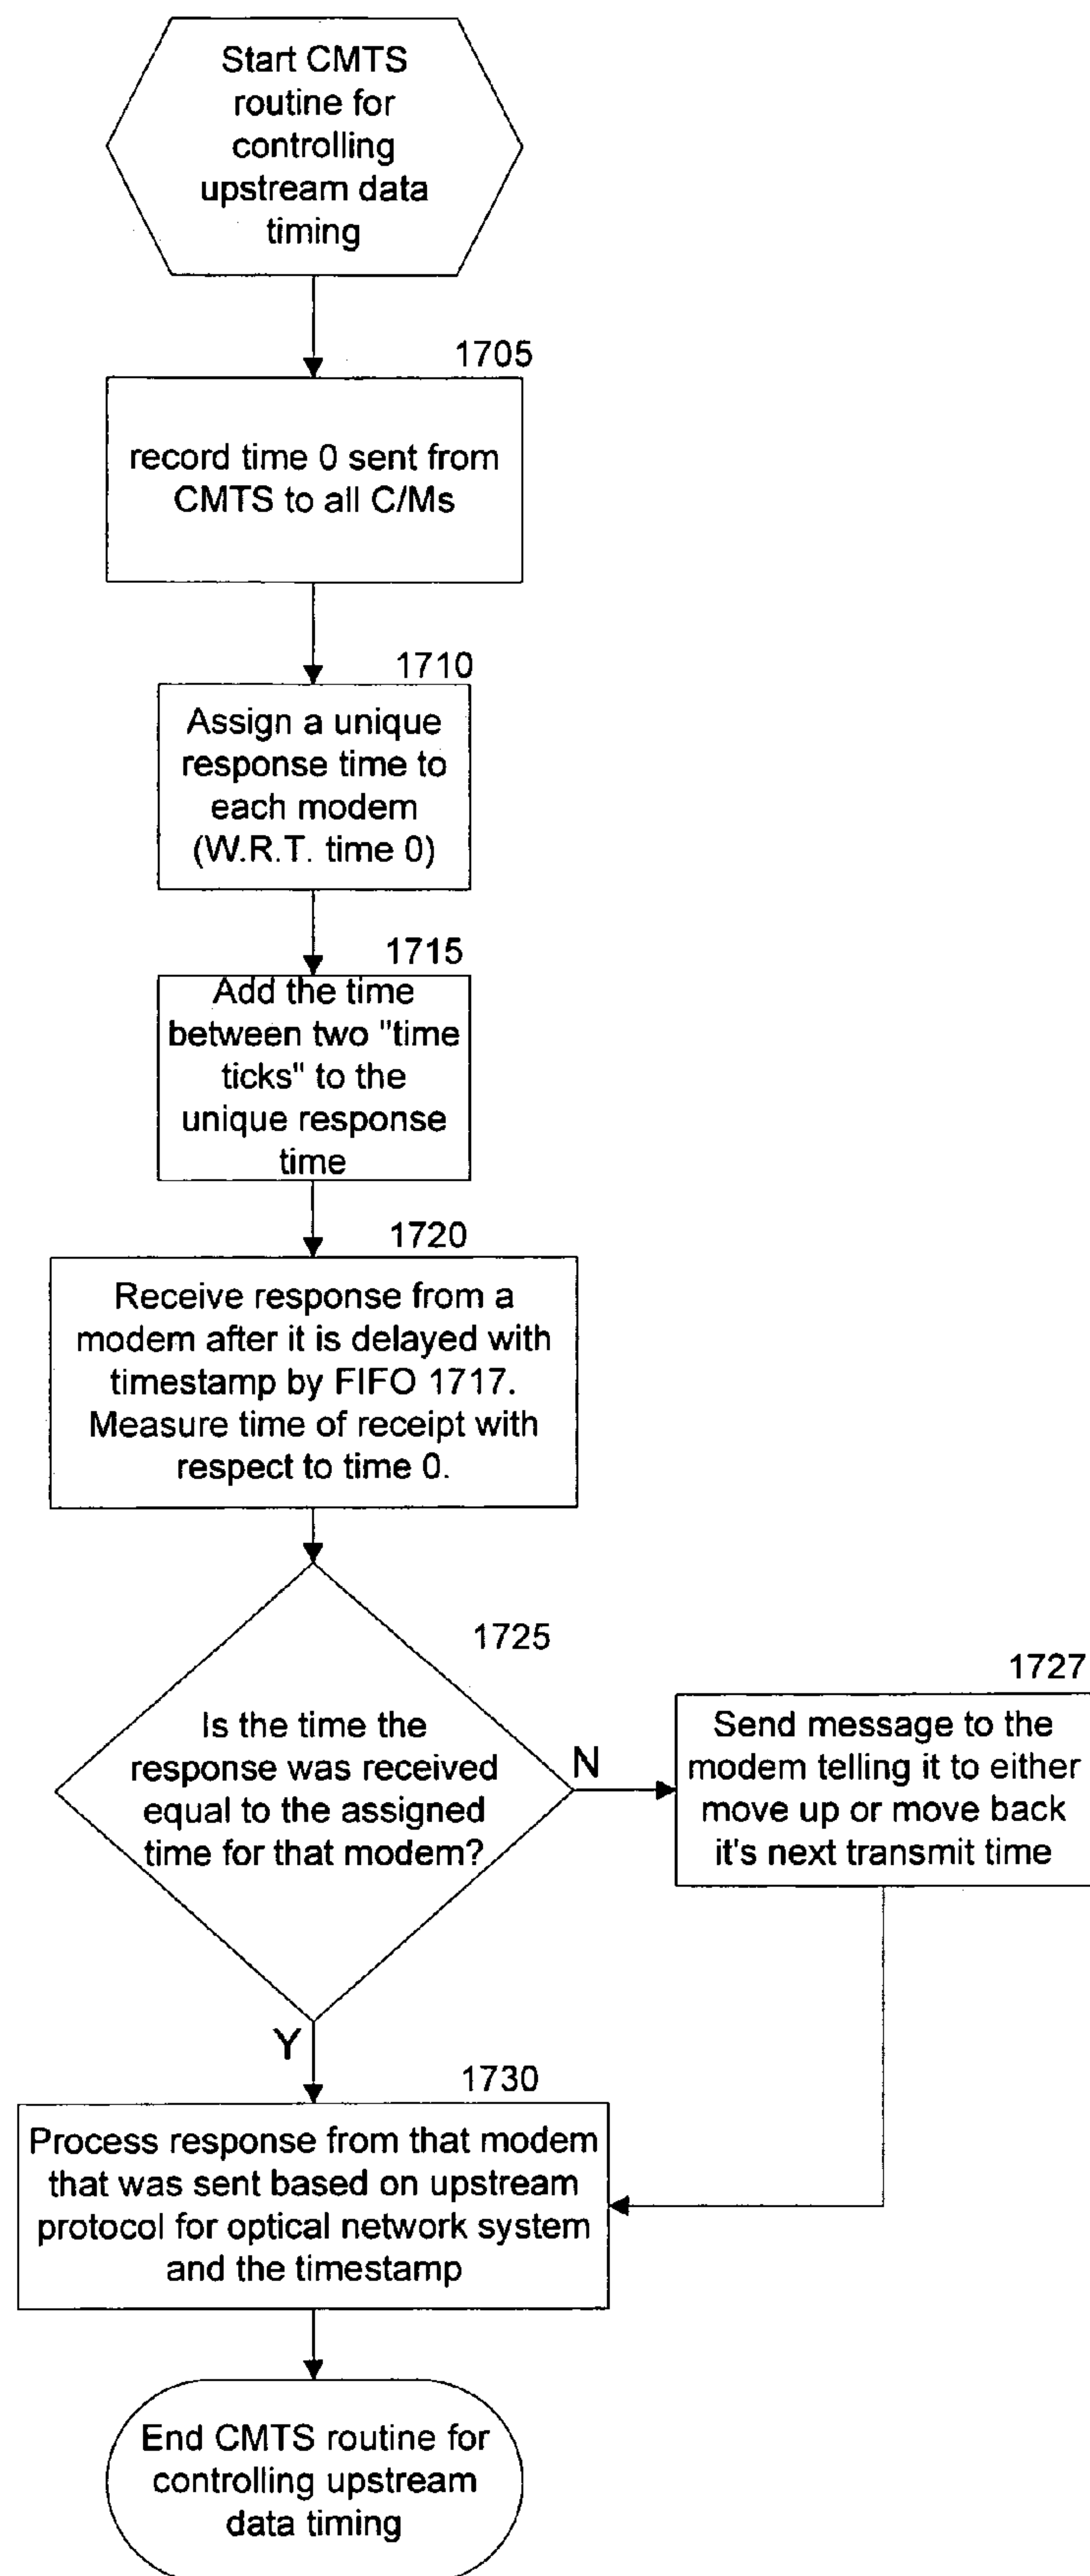 Start CMTS
routine for
controlling
upstream data
timing
1705
record time 0 sent from
CMTS to all C/Ms
1710
Assign a unique
response time to
each modem
(W.R.T. time 0)
1715
Add the time
between two "time
ticks" to the
unique response
time
1720
Receive response from a
modem after it is delayed with
timestamp by FIFO 1717.
Measure time of receipt with
respect to time 0.
1725
Is the time the
response was received
equal to the assigned
time for that modem?
N
1727
Send message to the
modem telling it to either
move up or move back
it's next transmit time
Y
1730
Process response from that modem
that was sent based on upstream
protocol for optical network system
and the timestamp
End CMTS routine for
controlling upstream
data timing